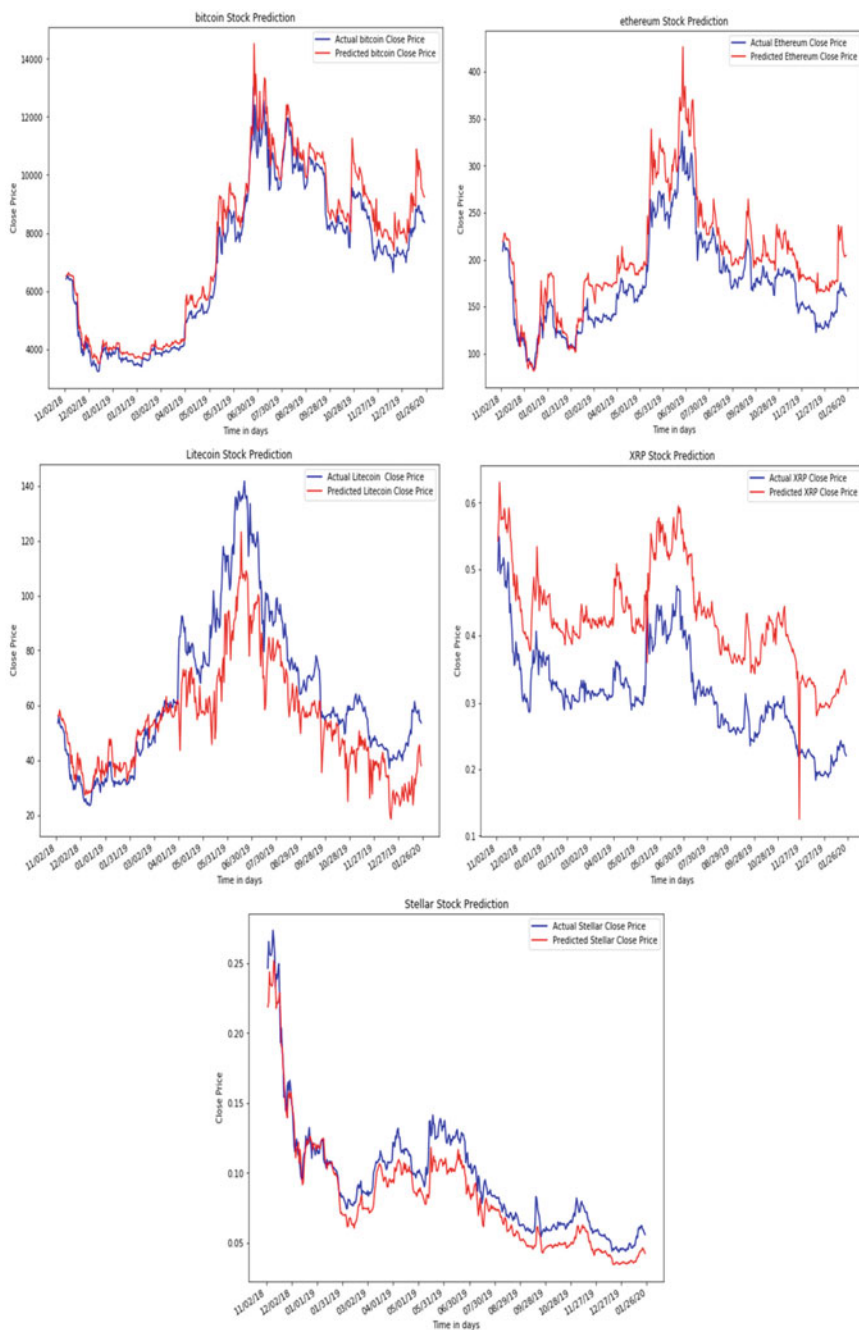 bitcoin Stock Prediction
Actual bitcoin Close Price
Predicted bitcoin Close Price
14000
12000
10000
8000
6000
4000
Close Price
11/02/18 12/02/18 01/01/19 01/31/19 03/02/19 04/01/19 05/01/19 05/31/19 06/30/19 07/30/19 08/29/19 09/28/19 10/28/19 11/27/19 12/27/19 01/26/20
Time in days
ethereum Stock Prediction
Actual Ethereum Close Price
Predicted Ethereum Close Price
400
350
300
250
200
150
100
Close Price
11/02/18 12/02/18 01/01/19 01/31/19 03/02/19 04/01/19 05/01/19 05/31/19 06/30/19 07/30/19 08/29/19 09/28/19 10/28/19 11/27/19 12/27/19 01/26/20
Time in days
Litecoin Stock Prediction
Actual Litecoin Close Price
Predicted Litecoin Close Price
140
120
100
80
60
40
20
Close Price
11/02/18 12/02/18 01/01/19 01/31/19 03/02/19 04/01/19 05/01/19 05/31/19 06/30/19 07/30/19 08/29/19 09/28/19 10/28/19 11/27/19 12/27/19 01/26/20
Time in days
XRP Stock Prediction
Actual XRP Close Price
Predicted XRP Close Price
0.6
0.5
0.4
0.3
0.2
0.1
Close Price
11/02/18 12/02/18 01/01/19 01/31/19 03/02/19 04/01/19 05/01/19 05/31/19 06/30/19 07/30/19 08/29/19 09/28/19 10/28/19 11/27/19 12/27/19 01/26/20
Time in days
Stellar Stock Prediction
Actual Stellar Close Price
Predicted Stellar Close Price
0.25
0.20
0.15
0.10
0.05
Close Price
11/02/18 12/02/18 01/01/19 01/31/19 03/02/19 04/01/19 05/01/19 05/31/19 06/30/19 07/30/19 08/29/19 09/28/19 10/28/19 11/27/19 12/27/19 01/26/20
Time in days